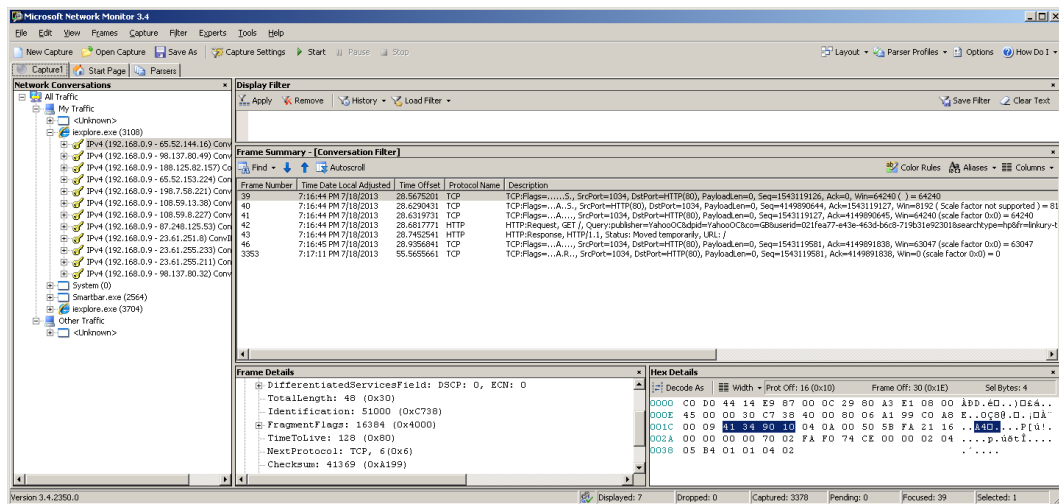 Microsoft Network Monitor 3.4
File Edit View Frames Capture Filter Experts Tools Help
New Capture Open Capture Save As Capture Settings Start Pause Stop Layout Parser Profiles Options How Do I
Capture1 Start Page Parsers
Network Conversations
All Traffic
My Traffic
<Unknown>
iexplore.exe (3108)
IPv4 (192.168.0.9 - 65.52.144.16) Conv
IPv4 (192.168.0.9 - 98.137.80.49) Conv
IPv4 (192.168.0.9 - 188.125.82.157) Co
IPv4 (192.168.0.9 - 65.52.153.224) Con
IPv4 (192.168.0.9 - 198.7.58.221) Conv
IPv4 (192.168.0.9 - 108.59.13.38) Conv
IPv4 (192.168.0.9 - 108.59.8.227) Conv
IPv4 (192.168.0.9 - 87.248.125.53) Con
IPv4 (192.168.0.9 - 23.61.251.8) ConvI
IPv4 (192.168.0.9 - 23.61.255.233) Con
IPv4 (192.168.0.9 - 23.61.255.211) Con
IPv4 (192.168.0.9 - 98.137.80.32) Conv
System (0)
Smartbar.exe (2564)
iexplore.exe (3704)
Other Traffic
<Unknown>
Display Filter
Apply Remove History Load Filter Save Filter Clear Text
Frame Summary - [Conversation Filter]
Find Autoscroll Color Rules Aliases Columns
Frame Number Time Date Local Adjusted Time Offset Protocol Name Description
39 7:16:44 PM 7/18/2013 28.5675201 TCP TCP:Flags=......S., SrcPort=1034, DstPort=HTTP(80), PayloadLen=0, Seq=1543119126, Ack=0, Win=64240 ( ) = 64240
40 7:16:44 PM 7/18/2013 28.6290431 TCP TCP:Flags=...A..S., SrcPort=HTTP(80), DstPort=1034, PayloadLen=0, Seq=4149890644, Ack=1543119127, Win=8192 ( Scale factor not supported ) = 81
41 7:16:44 PM 7/18/2013 28.6319731 TCP TCP:Flags=...A...., SrcPort=1034, DstPort=HTTP(80), PayloadLen=0, Seq=1543119127, Ack=4149890645, Win=64240 (scale factor 0x0) = 64240
42 7:16:44 PM 7/18/2013 28.6817771 HTTP HTTP:Request, GET /, Query:publisher=YahooOC&dpid=YahooOC&co=GB&userid=021fea77-e43e-463d-b6c8-719b31e92301&searchtype=hp&fr=linkury-t
43 7:16:44 PM 7/18/2013 28.7452541 HTTP HTTP:Response, HTTP/1.1, Status: Moved temporarily, URL: /
46 7:16:45 PM 7/18/2013 28.9356841 TCP TCP:Flags=...A...., SrcPort=1034, DstPort=HTTP(80), PayloadLen=0, Seq=1543119581, Ack=4149891838, Win=63047 (scale factor 0x0) = 63047
3353 7:17:11 PM 7/18/2013 55.5655661 TCP TCP:Flags=...A.R.., SrcPort=1034, DstPort=HTTP(80), PayloadLen=0, Seq=1543119581, Ack=4149891838, Win=0 (scale factor 0x0) = 0
Frame Details
DifferentiatedServicesField: DSCP: 0, ECN: 0
TotalLength: 48 (0x30)
Identification: 51000 (0xC738)
FragmentFlags: 16384 (0x4000)
TimeToLive: 128 (0x80)
NextProtocol: TCP, 6(0x6)
Checksum: 41369 (0xA199)
Hex Details
Decode As Width Prot Off: 16 (0x10) Frame Off: 30 (0x1E) Sel Bytes: 4
0000 C0 D0 44 14 E9 87 00 0C 29 80 A3 E1 08 00
000E 45 00 00 30 C7 38 40 00 80 06 A1 99 C0 A8
001C 00 09 41 34 90 10 04 0A 00 50 5B FA 21 16
002A 00 00 00 00 70 02 FA F0 74 CE 00 00 02 04
0038 05 B4 01 01 04 02
Version 3.4.2350.0 Displayed: 7 Dropped: 0 Captured: 3378 Pending: 0 Focused: 39 Selected: 1